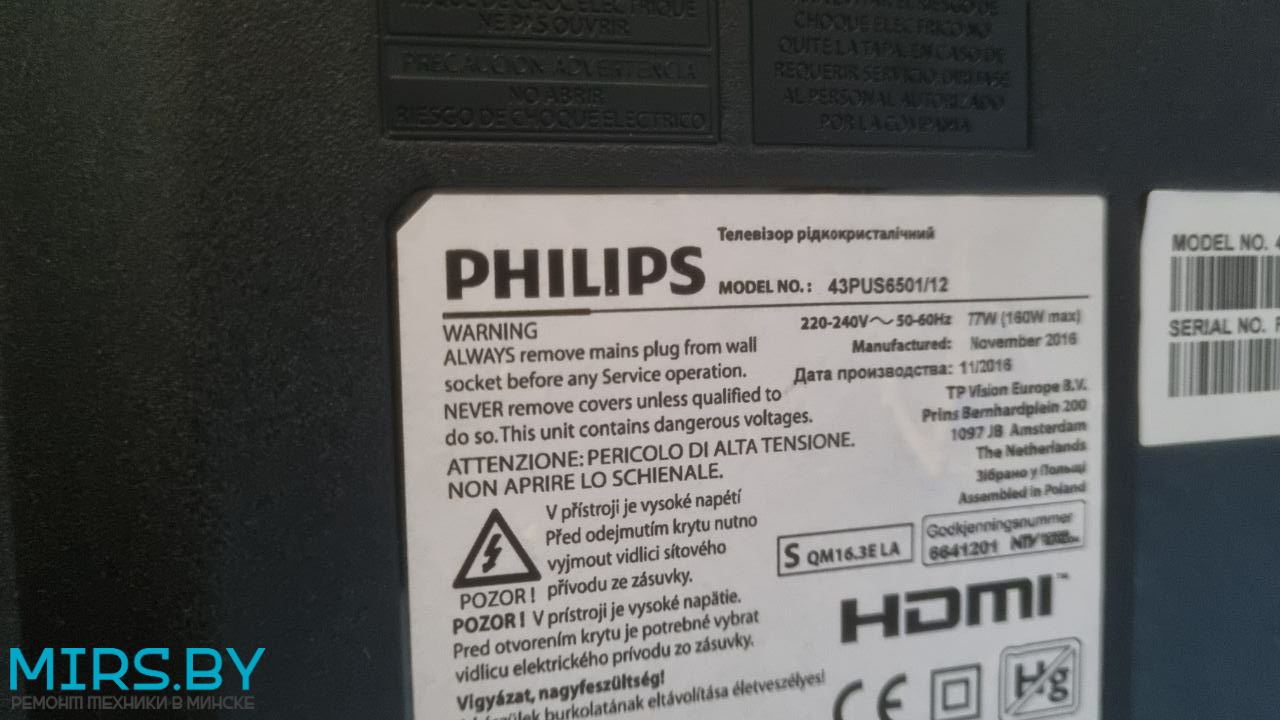 NE PAS OUVRIR
PRECAUCION ADVERTENCIA
NO ABRIR
RIESGO DE CHOQUE ELECTRICO
CHOQUE ELECTRICO NO
QUITE LA TAPA. EN CASO DE
REQUERIR SERVICIO, DIRIJASE
AL PERSONAL AUTORIZADO
POR LA COMPAÑIA
PHILIPS
Телевізор рідкокристалічний
MODEL NO.: 43PUS6501/12
220-240V～50-60Hz 77W (160W max)
Manufactured: November 2016
Дата производства: 11/2016
TP Vision Europe B.V.
Prins Bernhardplein 200
1097 JB Amsterdam
The Netherlands
Зібрано у Польщі
Assembled in Poland
WARNING
ALWAYS remove mains plug from wall
socket before any Service operation.
NEVER remove covers unless qualified to
do so. This unit contains dangerous voltages.
ATTENZIONE: PERICOLO DI ALTA TENSIONE.
NON APRIRE LO SCHIENALE.
V přístroji je vysoké napětí
Před odejmutím krytu nutno
vyjmout vidlici síťového
přívodu ze zásuvky.
POZOR !
POZOR ! V prístroji je vysoké napätie.
Pred otvorením krytu je potrebné vybrat
vidlicu elektrického prívodu zo zásuvky.
Vigyázat, nagyfeszültség!
burkolatának eltávolítása életveszélyes!
S QM16.3E LA
Godkjenningsnummer
6641201
HDMI™
CE
Hg
MODEL NO. 4
SERIAL NO.
MIRS.BY
РЕМОНТ ТЕХНИКИ В МИНСКЕ